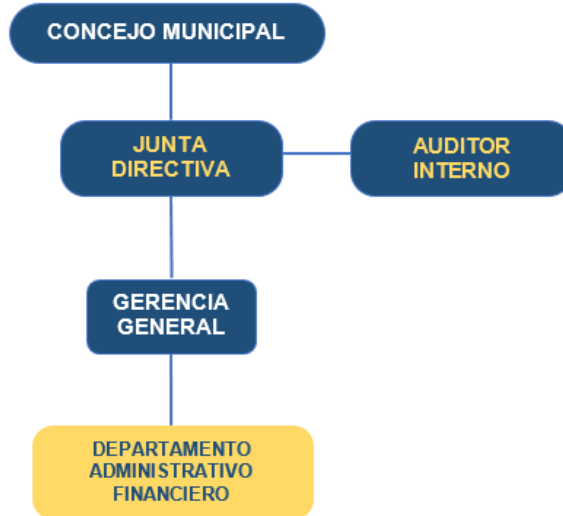 CONCEJO MUNICIPAL
JUNTA
DIRECTIVA
AUDITOR
INTERNO
GERENCIA
GENERAL
DEPARTAMENTO
ADMINISTRATIVO
FINANCIERO